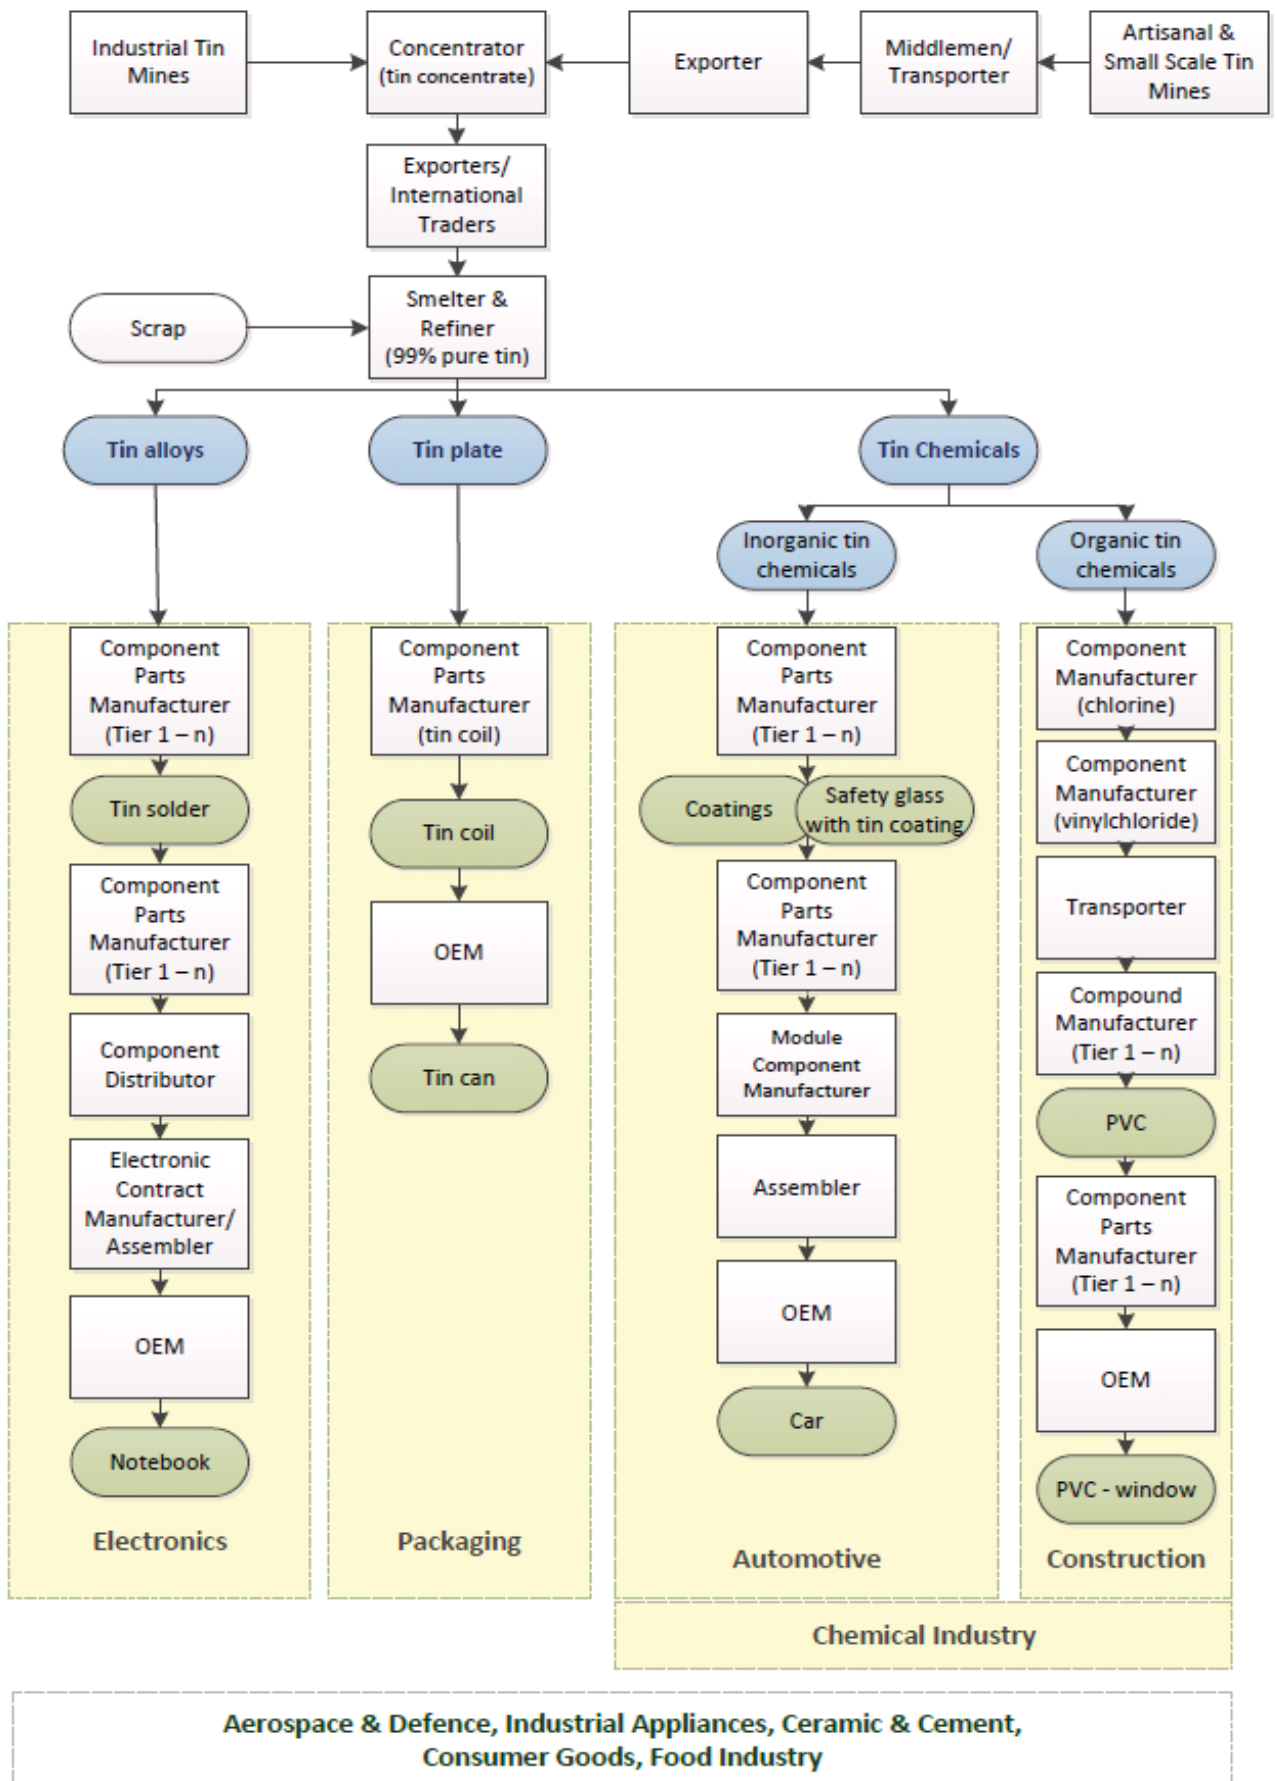 Industrial Tin
Mines
Concentrator
(tin concentrate)
Exporter
Middlemen/
Transporter
Artisanal &
Small Scale Tin
Mines
Exporters/
International
Traders
Scrap
Smelter &
Refiner
(99% pure tin)
Tin alloys
Tin plate
Tin Chemicals
Inorganic tin
chemicals
Organic tin
chemicals
Component
Parts
Manufacturer
(Tier 1 – n)
Tin solder
Component
Parts
Manufacturer
(Tier 1 – n)
Component
Distributor
Electronic
Contract
Manufacturer/
Assembler
OEM
Notebook
Electronics
Component
Parts
Manufacturer
(tin coil)
Tin coil
OEM
Tin can
Packaging
Component
Parts
Manufacturer
(Tier 1 – n)
Coatings
Safety glass
with tin coating
Component
Parts
Manufacturer
(Tier 1 – n)
Module
Component
Manufacturer
Assembler
OEM
Car
Automotive
Component
Manufacturer
(chlorine)
Component
Manufacturer
(vinylchloride)
Transporter
Compound
Manufacturer
(Tier 1 – n)
PVC
Component
Parts
Manufacturer
(Tier 1 – n)
OEM
PVC - window
Construction
Chemical Industry
Aerospace & Defence, Industrial Appliances, Ceramic & Cement,
Consumer Goods, Food Industry